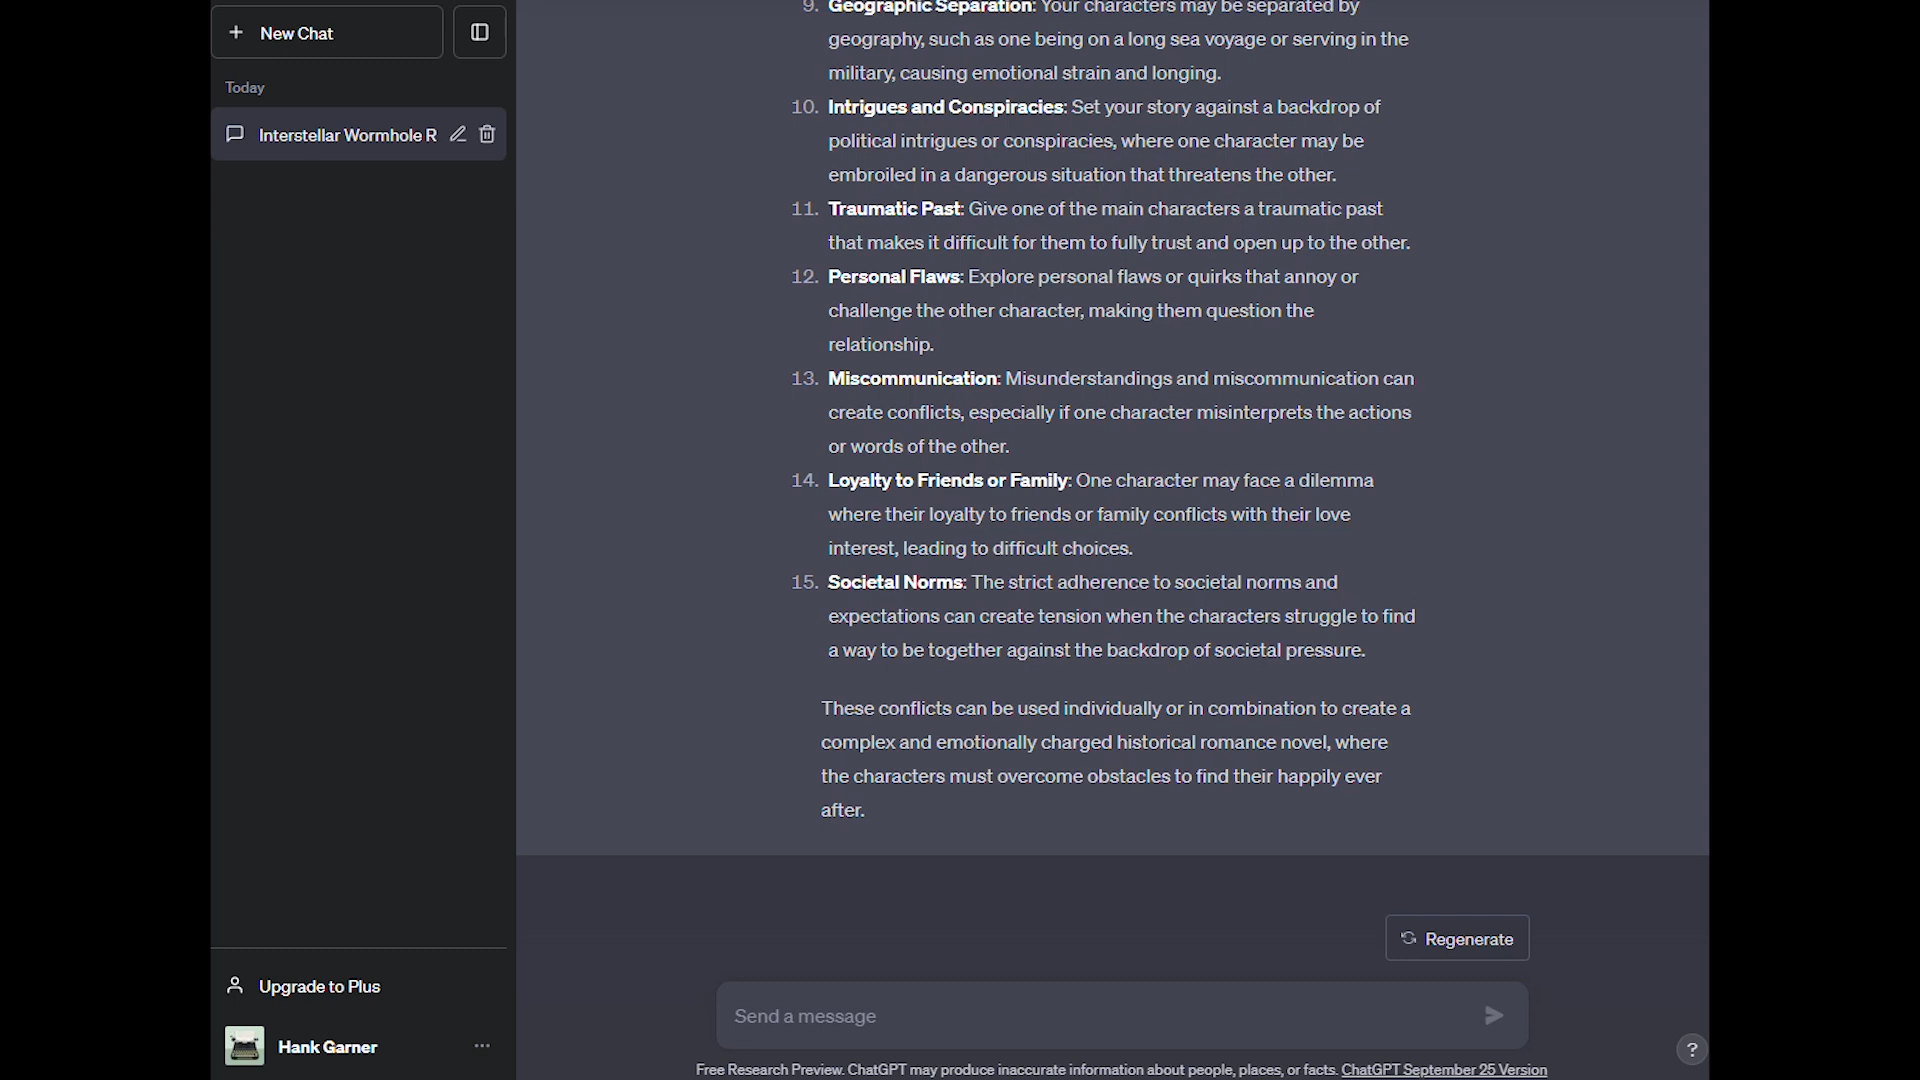 New Chat
Today
Interstellar Wormhole R
Upgrade to Plus
Hank Garner
...
9. Geographic Separation: Your characters may be separated by
geography, such as one being on a long sea voyage or serving in the
military, causing emotional strain and longing.
10. Intrigues and Conspiracies: Set your story against a backdrop of
political intrigues or conspiracies, where one character may be
embroiled in a dangerous situation that threatens the other.
11. Traumatic Past: Give one of the main characters a traumatic past
that makes it difficult for them to fully trust and open up to the other.
12. Personal Flaws: Explore personal flaws or quirks that annoy or
challenge the other character, making them question the
relationship.
13. Miscommunication: Misunderstandings and miscommunication can
create conflicts, especially if one character misinterprets the actions
or words of the other.
14. Loyalty to Friends or Family: One character may face a dilemma
where their loyalty to friends or family conflicts with their love
interest, leading to difficult choices.
15. Societal Norms: The strict adherence to societal norms and
expectations can create tension when the characters struggle to find
a way to be together against the backdrop of societal pressure.
These conflicts can be used individually or in combination to create a
complex and emotionally charged historical romance novel, where
the characters must overcome obstacles to find their happily ever
after.
Regenerate
Send a message
Free Research Preview. ChatGPT may produce inaccurate information about people, places, or facts. ChatGPT September 25 Version
?